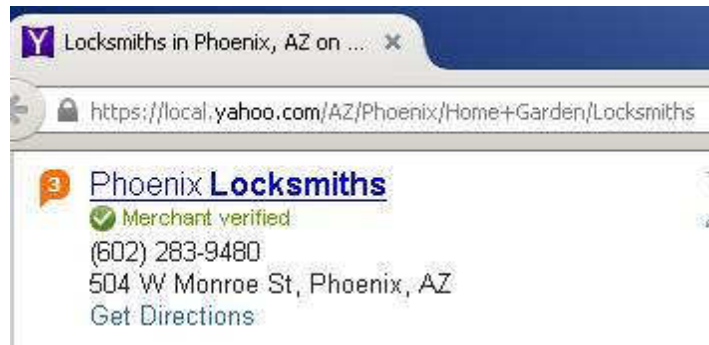 Y Locksmiths in Phoenix, AZ on ... ×
https://local.yahoo.com/AZ/Phoenix/Home+Garden/Locksmiths
3 Phoenix Locksmiths
Merchant verified
(602) 283-9480
504 W Monroe St, Phoenix, AZ
Get Directions